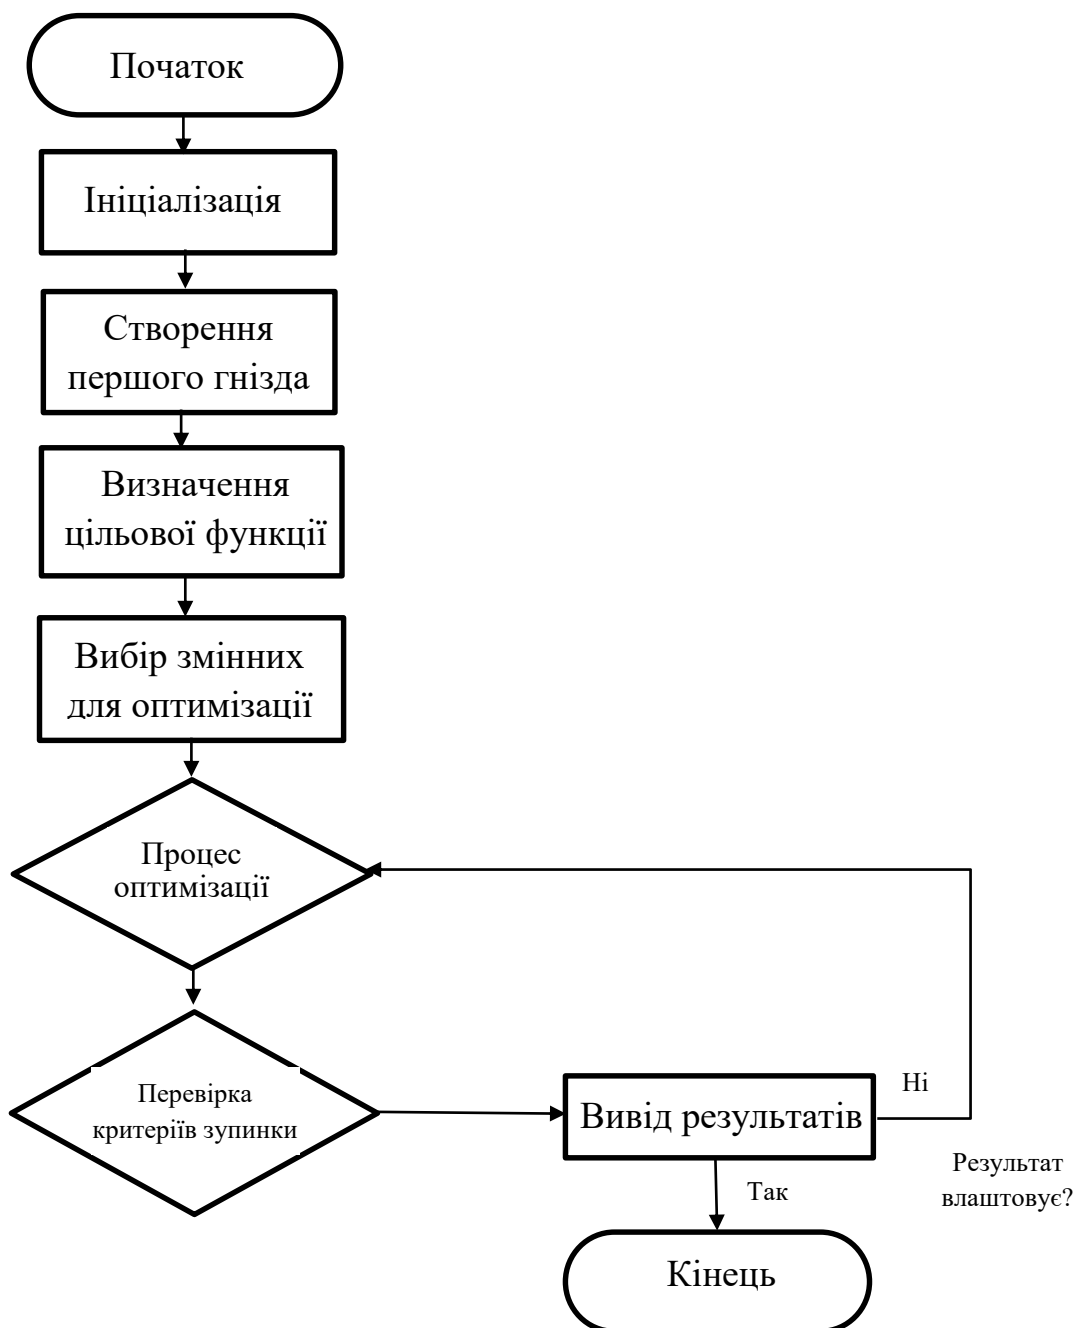 Початок
Ініціалізація
Створення
першого гнізда
Визначення
цільової функції
Вибір змінних
для оптимізації
Процес
оптимізації
Перевірка
критеріїв зупинки
Вивід результатів
Ні
Результат
влаштовує?
Так
Кінець